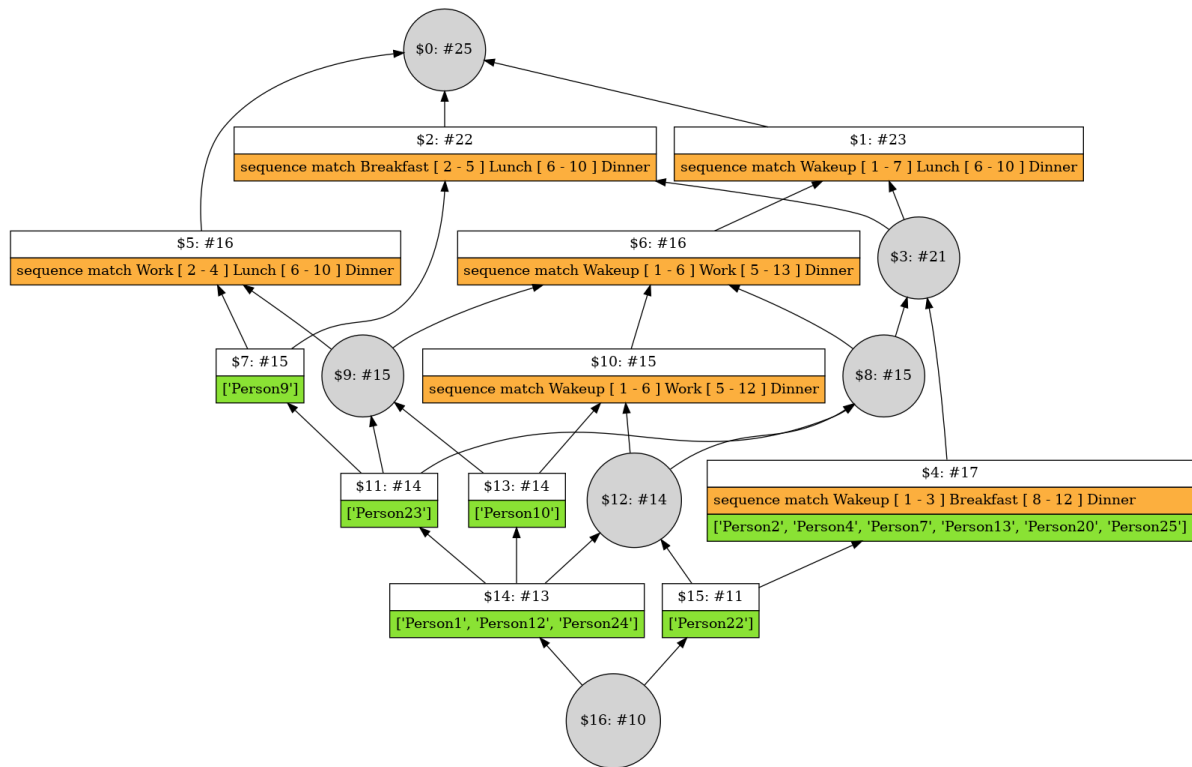 $0: #25
$2: #22
sequence match Breakfast [ 2 - 5 ] Lunch [ 6 - 10 ] Dinner
$1: #23
sequence match Wakeup [ 1 - 7 ] Lunch [ 6 - 10 ] Dinner
$5: #16
sequence match Work [ 2 - 4 ] Lunch [ 6 - 10 ] Dinner
$6: #16
sequence match Wakeup [ 1 - 6 ] Work [ 5 - 13 ] Dinner
$3: #21
$7: #15
['Person9']
$9: #15
$10: #15
sequence match Wakeup [ 1 - 6 ] Work [ 5 - 12 ] Dinner
$8: #15
$11: #14
['Person23']
$13: #14
['Person10']
$12: #14
$4: #17
sequence match Wakeup [ 1 - 3 ] Breakfast [ 8 - 12 ] Dinner
['Person2', 'Person4', 'Person7', 'Person13', 'Person20', 'Person25']
$14: #13
['Person1', 'Person12', 'Person24']
$15: #11
['Person22']
$16: #10